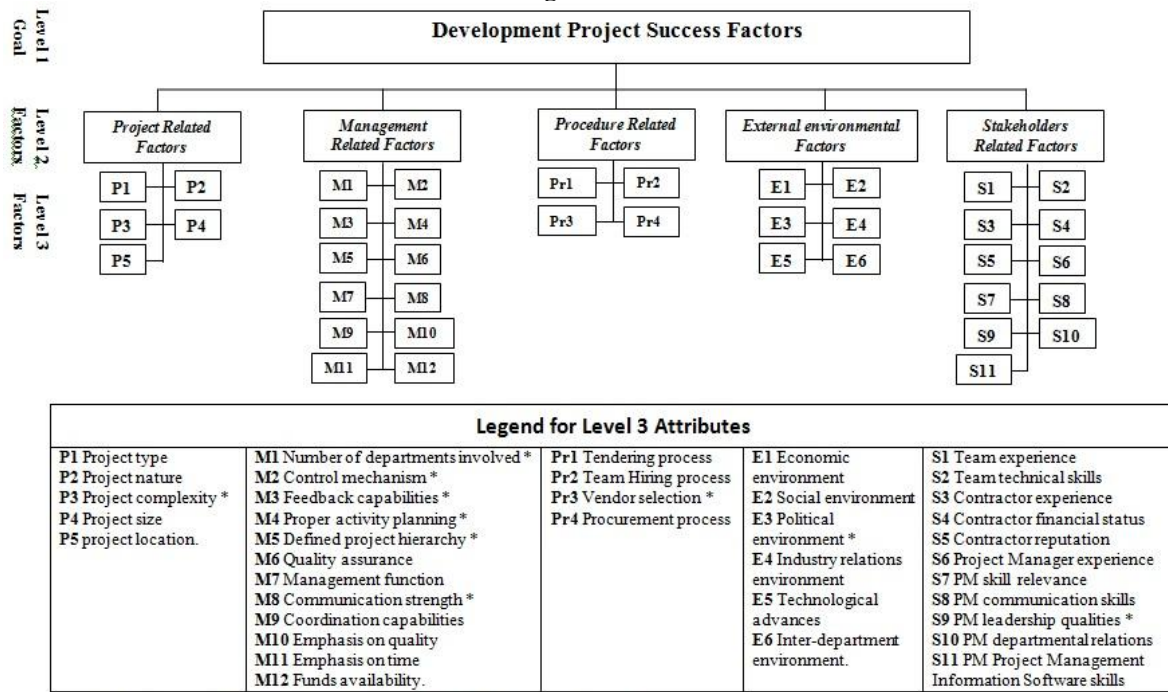 Level 1
Goal
Development Project Success Factors
Level 2
Factors
Project Related
Factors
Management
Related Factors
Procedure Related
Factors
External environmental
Factors
Stakeholders
Related Factors
Level 3
Factors
P1 P2
P3 P4
P5
M1 M2
M3 M4
M5 M6
M7 M8
M9 M10
M11 M12
Pr1 Pr2
Pr3 Pr4
E1 E2
E3 E4
E5 E6
S1 S2
S3 S4
S5 S6
S7 S8
S9 S10
S11
Legend for Level 3 Attributes
P1 Project type
P2 Project nature
P3 Project complexity *
P4 Project size
P5 project location.
M1 Number of departments involved *
M2 Control mechanism *
M3 Feedback capabilities *
M4 Proper activity planning *
M5 Defined project hierarchy *
M6 Quality assurance
M7 Management function
M8 Communication strength *
M9 Coordination capabilities
M10 Emphasis on quality
M11 Emphasis on time
M12 Funds availability.
Pr1 Tendering process
Pr2 Team Hiring process
Pr3 Vendor selection *
Pr4 Procurement process
E1 Economic
environment
E2 Social environment
E3 Political
environment *
E4 Industry relations
environment
E5 Technological
advances
E6 Inter-department
environment.
S1 Team experience
S2 Team technical skills
S3 Contractor experience
S4 Contractor financial status
S5 Contractor reputation
S6 Project Manager experience
S7 PM skill relevance
S8 PM communication skills
S9 PM leadership qualities *
S10 PM departmental relations
S11 PM Project Management
Information Software skills